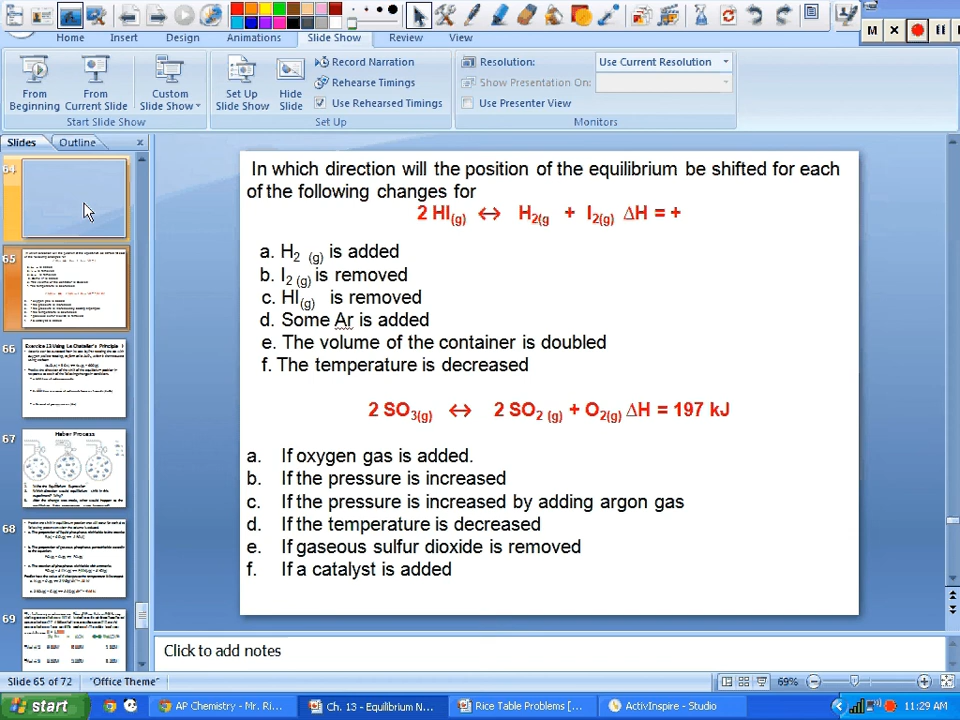 Home Insert Design Animations Slide Show Review View
M
From Beginning
From Current Slide
Custom Slide Show
Start Slide Show
Set Up Slide Show
Hide Slide
Record Narration
Rehearse Timings
Use Rehearsed Timings
Set Up
Resolution: Use Current Resolution
Show Presentation On:
Use Presenter View
Monitors
Slides Outline
64
65
66
67
Haber Process
68
69
In which direction will the position of the equilibrium be shifted for each
of the following changes for
2 HI(g) ↔ H2(g + I2(g) ∆H = +
a. H2 (g) is added
b. I2 (g) is removed
c. HI(g) is removed
d. Some Ar is added
e. The volume of the container is doubled
f. The temperature is decreased
2 SO3(g) ↔ 2 SO2 (g) + O2(g) ∆H = 197 kJ
a. If oxygen gas is added.
b. If the pressure is increased
c. If the pressure is increased by adding argon gas
d. If the temperature is decreased
e. If gaseous sulfur dioxide is removed
f. If a catalyst is added
Click to add notes
Slide 65 of 72 "Office Theme" 69%
start AP Chemistry - Mr. Ri... Ch. 13 - Equilibrium N... Rice Table Problems [... ActivInspire - Studio 11:29 AM